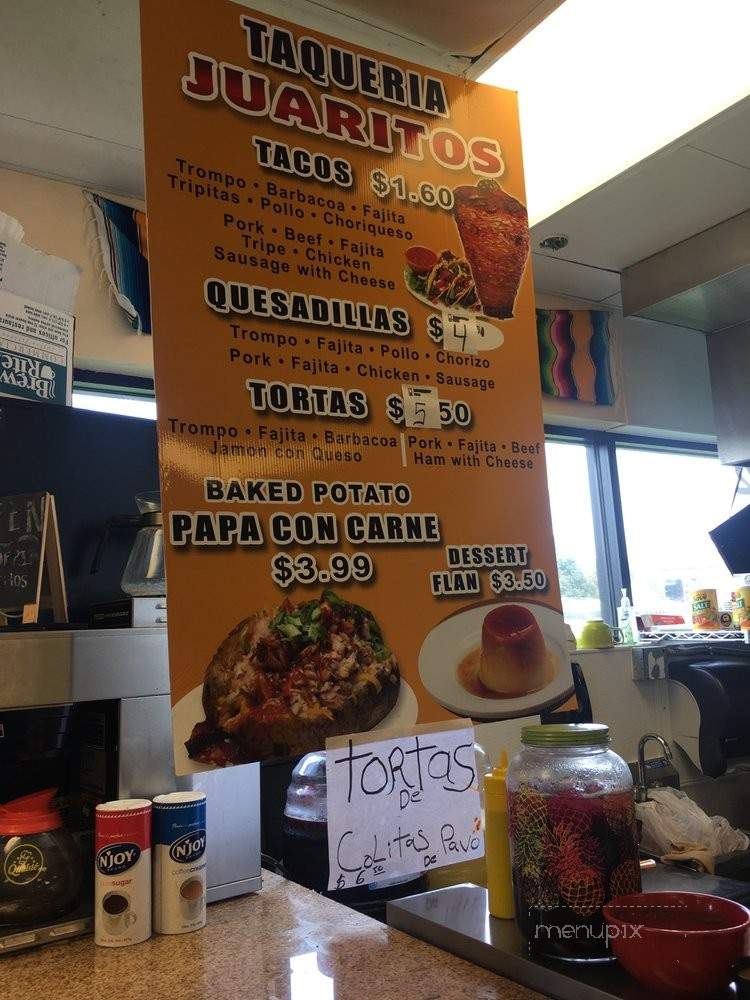 TAQUERIA
JUARITOS
TACOS $1.60
Trompo • Barbacoa • Fajita
Tripitas • Pollo • Choriqueso
Pork • Beef • Fajita
Tripe • Chicken
Sausage with Cheese
QUESADILLAS $4
Trompo • Fajita • Pollo • Chorizo
Pork • Fajita • Chicken • Sausage
TORTAS $5 50
Trompo • Fajita • Barbacoa
Jamon con Queso
Pork • Fajita • Beef
Ham with Cheese
BAKED POTATO
PAPA CON CARNE
$3.99
DESSERT
FLAN $3.50
TORTAS
DE
COLITAS DE PAVO
$ 6 50
Brew
Rite
N'JOY
sugar
N'JOY
SALT
menupix